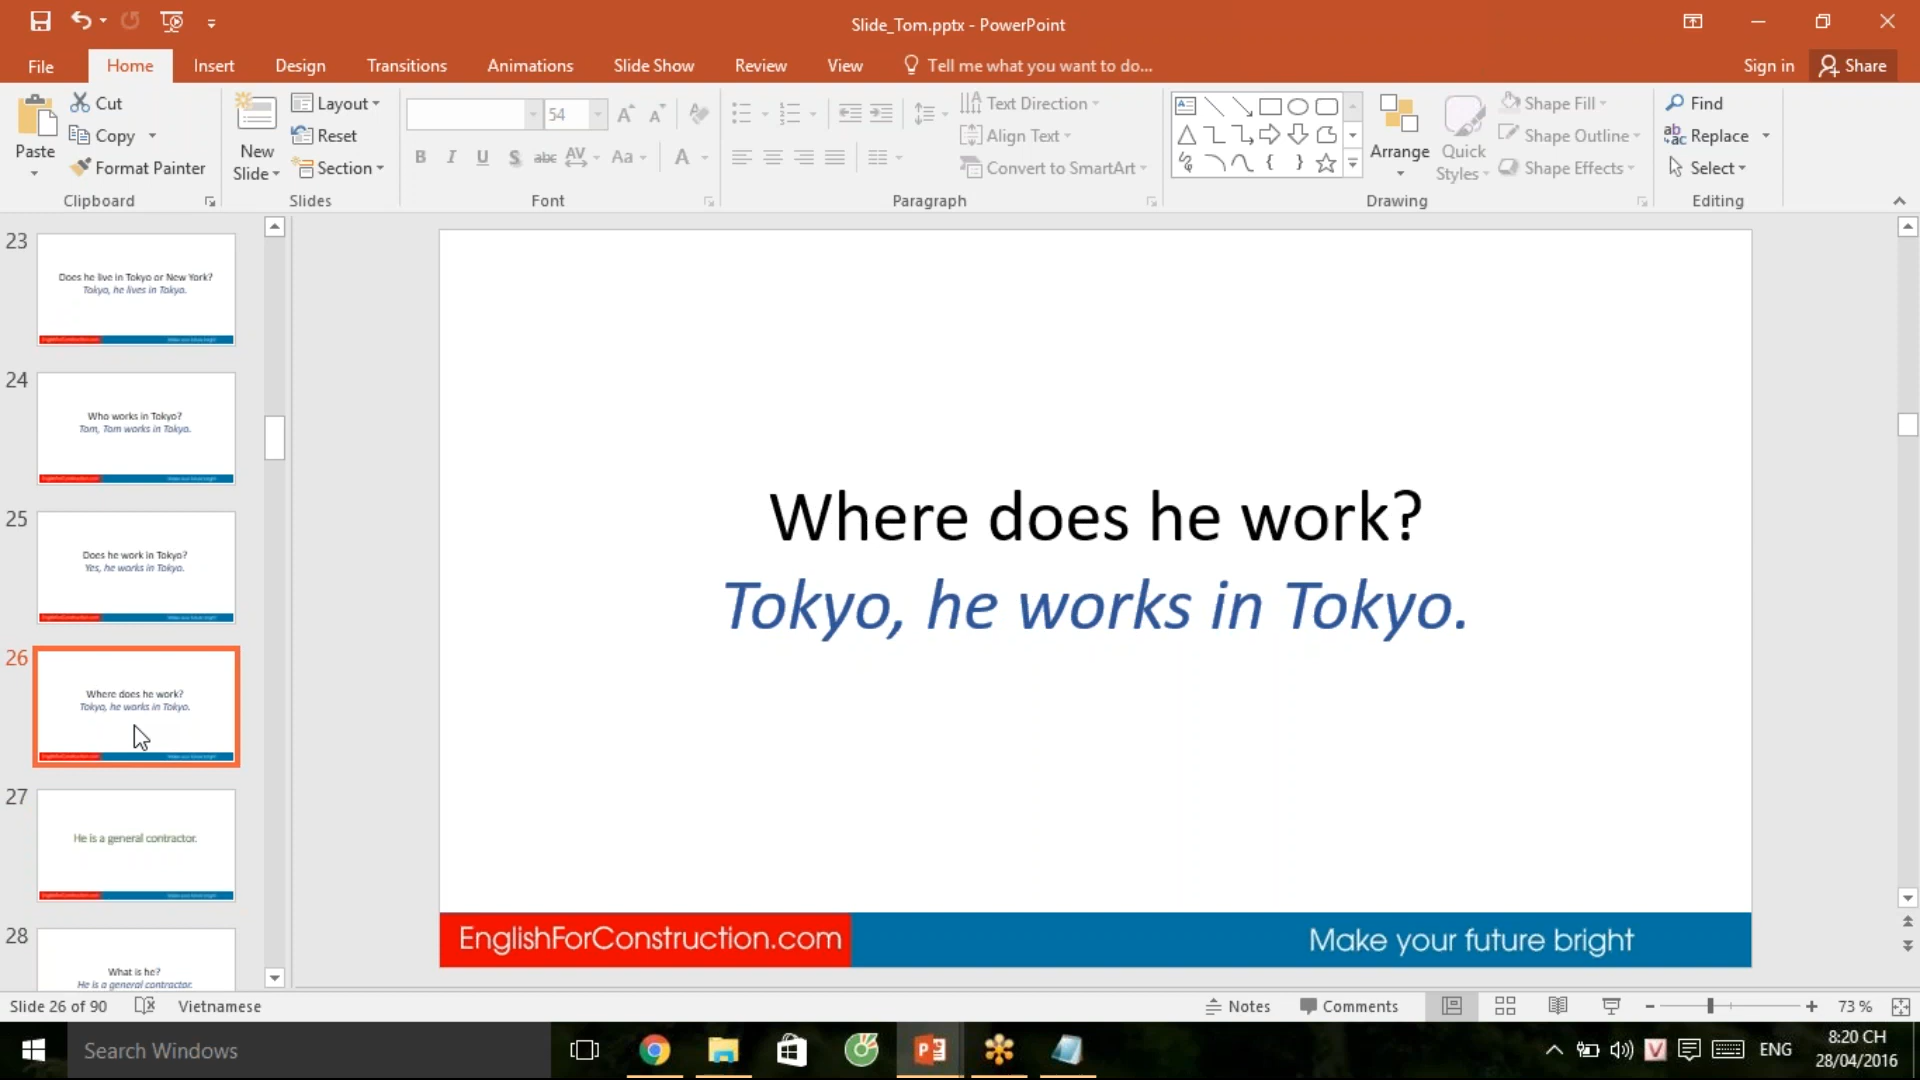 Slide_Tom.pptx - PowerPoint
File Home Insert Design Transitions Animations Slide Show Review View Tell me what you want to do... Sign in Share
Paste Cut Copy Format Painter Clipboard
New Slide Layout Reset Section Slides
54 B I U S abc AV Aa A Font
Text Direction Align Text Convert to SmartArt Paragraph
Arrange Quick Styles Shape Fill Shape Outline Shape Effects Drawing
Find Replace Select Editing
23
Does he live in Tokyo or New York?
Tokyo, he lives in Tokyo.
24
Who works in Tokyo?
Tom, Tom works in Tokyo.
25
Does he work in Tokyo?
Yes, he works in Tokyo.
26
Where does he work?
Tokyo, he works in Tokyo.
27
He is a general contractor.
28
What is he?
He is a general contractor.
Where does he work?
Tokyo, he works in Tokyo.
EnglishForConstruction.com Make your future bright
Slide 26 of 90 Vietnamese Notes Comments 73 %
Search Windows ENG 8:20 CH
28/04/2016